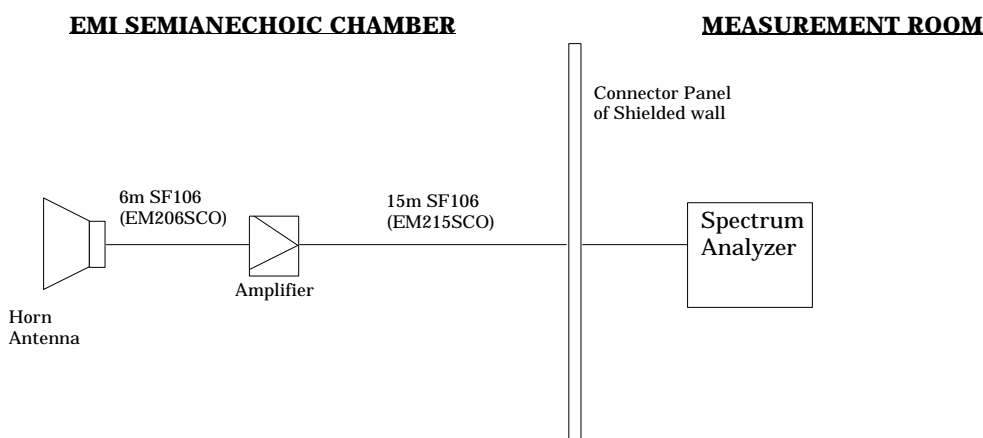 EMI SEMIANECHOIC CHAMBER
MEASUREMENT ROOM
Connector Panel
of Shielded wall
6m SF106
(EM206SCO)
15m SF106
(EM215SCO)
Spectrum
Analyzer
Amplifier
Horn
Antenna